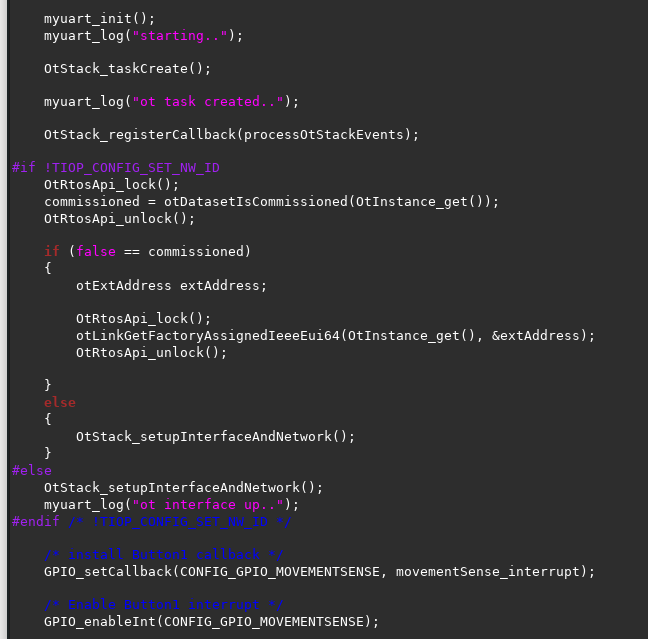 myuart_init();
myuart_log("starting..");
OtStack_taskCreate();
myuart_log("ot task created..");
OtStack_registerCallback(processOtStackEvents);
#if !TIOP_CONFIG_SET_NW_ID
OtRtosApi_lock();
commissioned = otDatasetIsCommissioned(OtInstance_get());
OtRtosApi_unlock();
if (false == commissioned)
{
otExtAddress extAddress;
OtRtosApi_lock();
otLinkGetFactoryAssignedIeeeEui64(OtInstance_get(), &extAddress);
OtRtosApi_unlock();
}
else
{
OtStack_setupInterfaceAndNetwork();
}
#else
OtStack_setupInterfaceAndNetwork();
myuart_log("ot interface up..");
#endif /* !TIOP_CONFIG_SET_NW_ID */
/* install Button1 callback */
GPIO_setCallback(CONFIG_GPIO_MOVEMENTSENSE, movementSense_interrupt);
/* Enable Button1 interrupt */
GPIO_enableInt(CONFIG_GPIO_MOVEMENTSENSE);